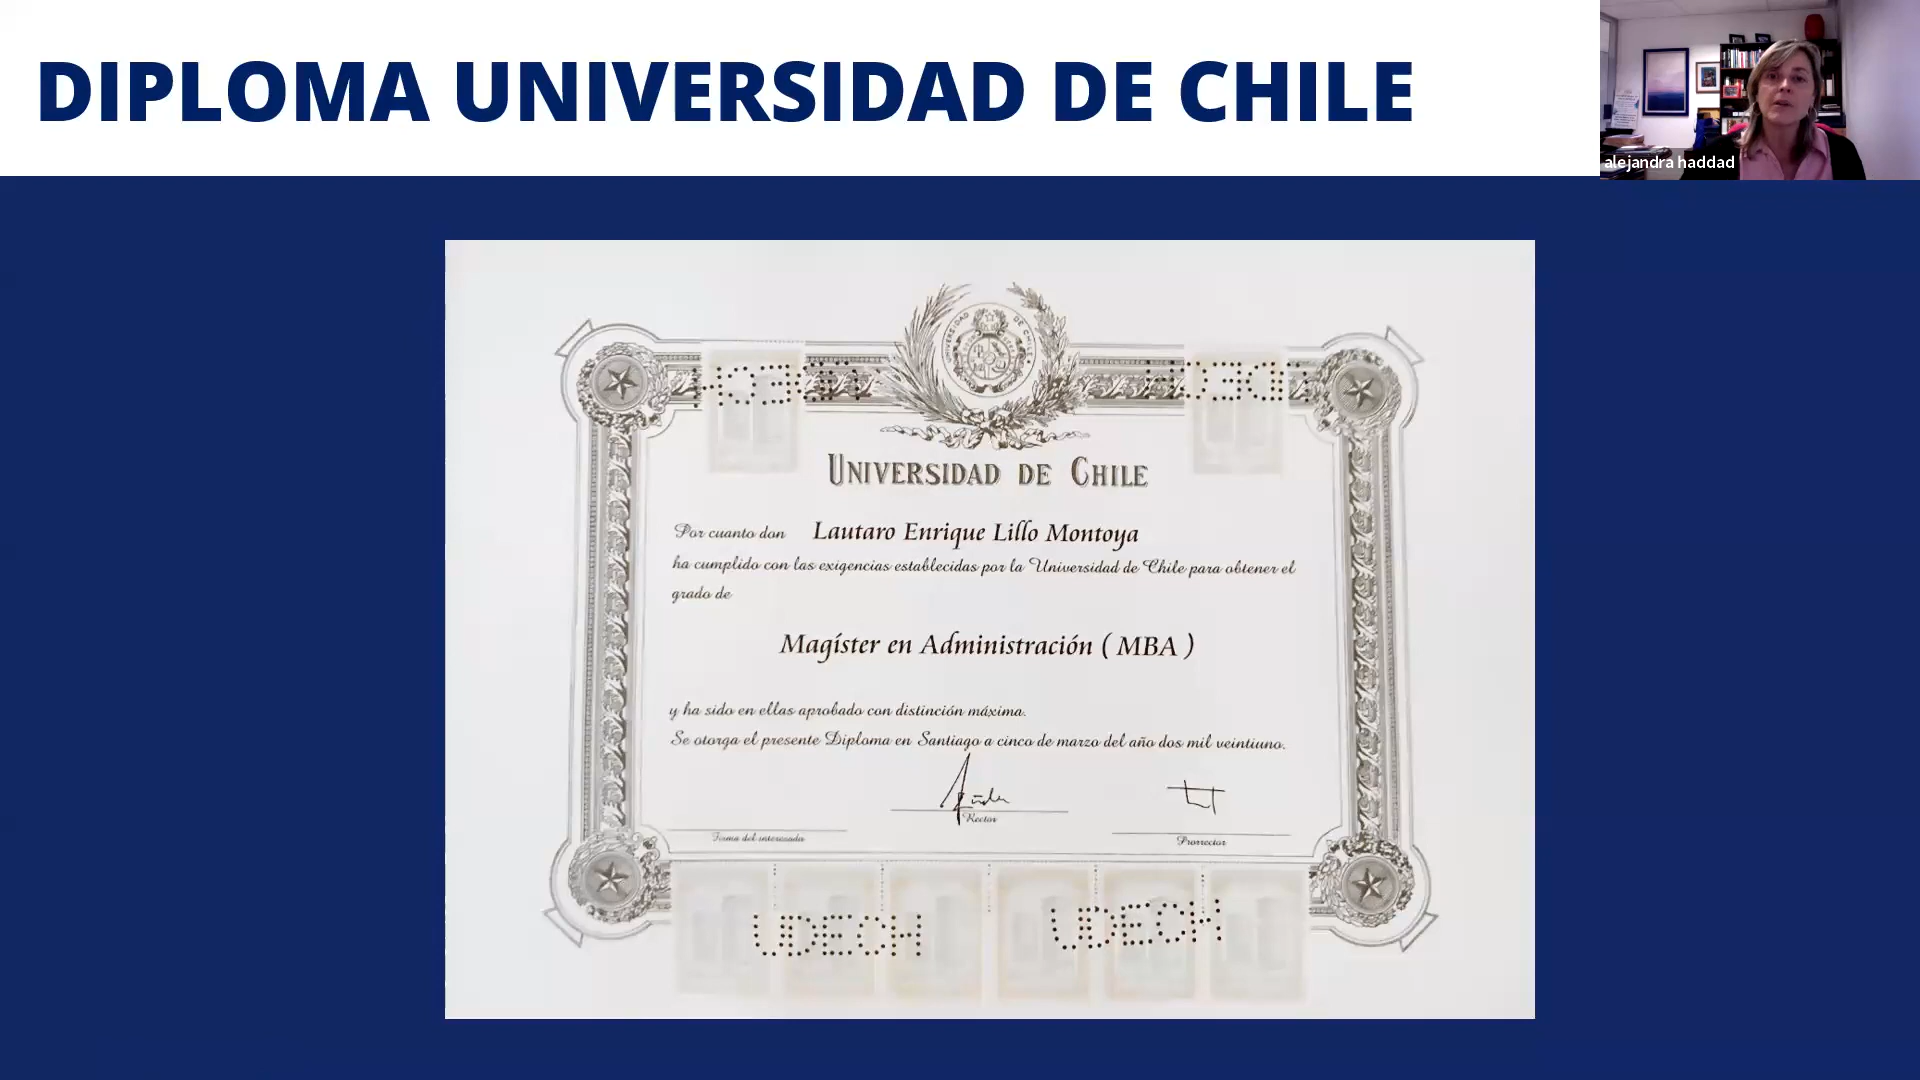 DIPLOMA UNIVERSIDAD DE CHILE
alejandra haddad
UNIVERSIDAD DE CHILE
UNIVERSIDAD DE CHILE
Por cuanto don Lautaro Enrique Lillo Montoya
ha cumplido con las exigencias establecidas por la Universidad de Chile para obtener el
grado de
Magíster en Administración ( MBA )
y ha sido en ellas aprobado con distinción máxima.
Se otorga el presente Diploma en Santiago a cinco de marzo del año dos mil veintiuno.
Rector
Firma del interesado
Prorrector
UDECH UDECH